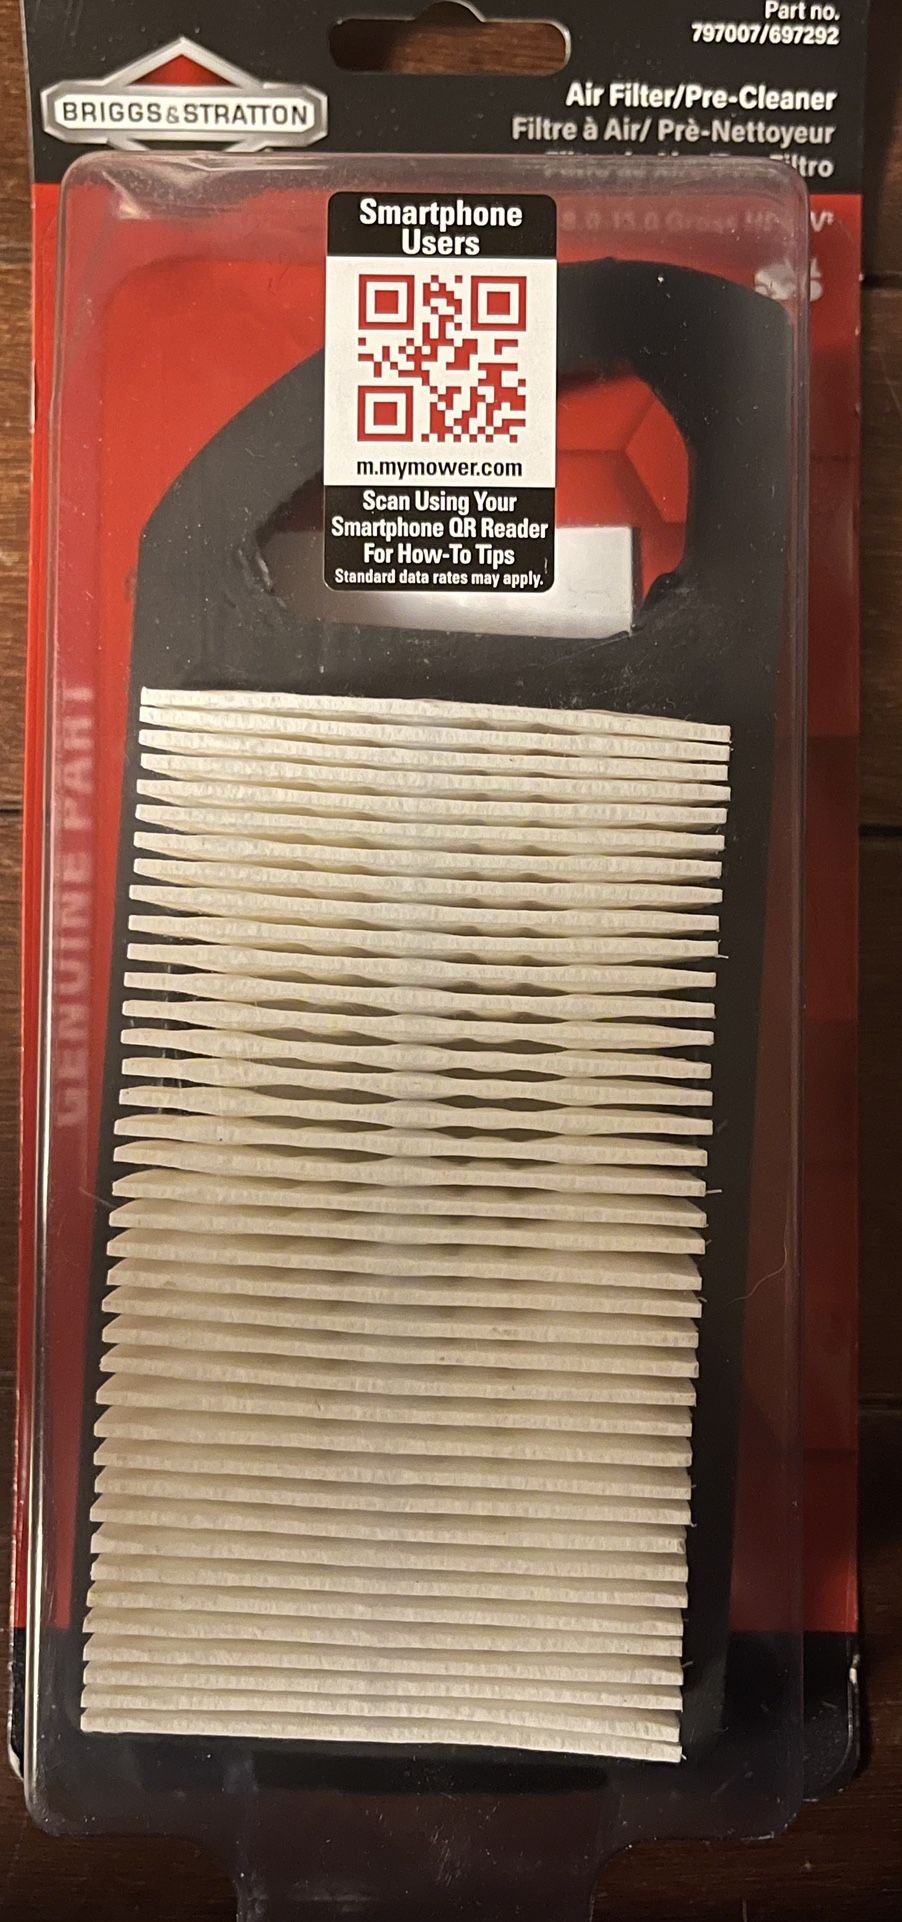 Part no.
797007/697292
BRIGGS&STRATTON
Air Filter/Pre-Cleaner
Filtre à Air/ Prè-Nettoyeur
Smartphone
Users
m.mymower.com
Scan Using Your
Smartphone QR Reader
For How-To Tips
Standard data rates may apply.
GENUINE PART